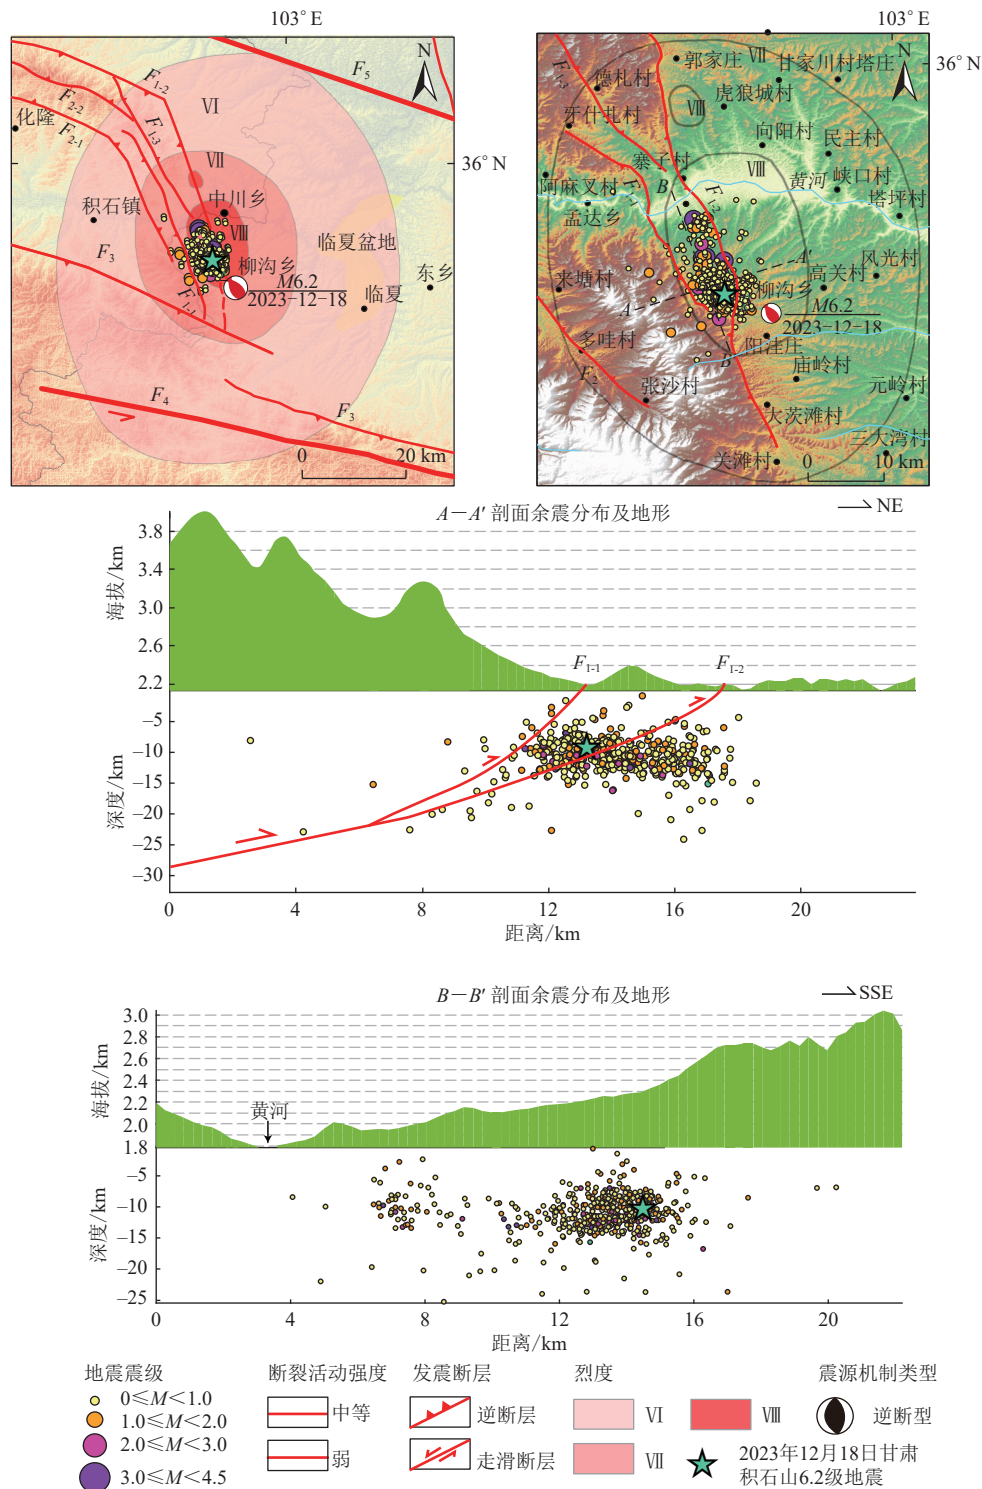 103° E
N
F5
F1-2
F2-2
F2-1
F1-3
VI
VII
VIII
36° N
化隆
积石镇
中川乡
临夏盆地
F3
柳沟乡
东乡
M6.2
2023-12-18
临夏
F1-1
F4
F3
0 20 km
103° E
36° N
N
F1-3
郭家庄
VII
甘家川村塔庄
德札村
VIII
虎狼城村
牙什扎村
向阳村
民主村
寨子村
VIII
B
F1-2
黄河
峡口村
阿麻叉村
F1-1
塔坪村
孟达乡
A′
风光村
来塘村
高关村
柳沟乡
A
M6.2
2023-12-18
多哇村
阳洼庄
B′
F2
庙岭村
张沙村
元岭村
大茨滩村
三大湾村
关滩村
0 10 km
A—A′ 剖面余震分布及地形
NE
海拔/km
3.8
3.4
3.0
2.6
2.2
F1-1
F1-2
深度/km
−5
−10
−15
−20
−25
−30
0 4 8 12 16 20
距离/km
B—B′ 剖面余震分布及地形
SSE
海拔/km
3.0
2.8
2.6
2.4
2.2
2.0
1.8
黄河
深度/km
−5
−10
−15
−20
−25
0 4 8 12 16 20
距离/km
地震震级
0≤M<1.0
1.0≤M<2.0
2.0≤M<3.0
3.0≤M<4.5
断裂活动强度
中等
弱
发震断层
逆断层
走滑断层
烈度
VI
VII
VIII
震源机制类型
逆断型
2023年12月18日甘肃
积石山6.2级地震